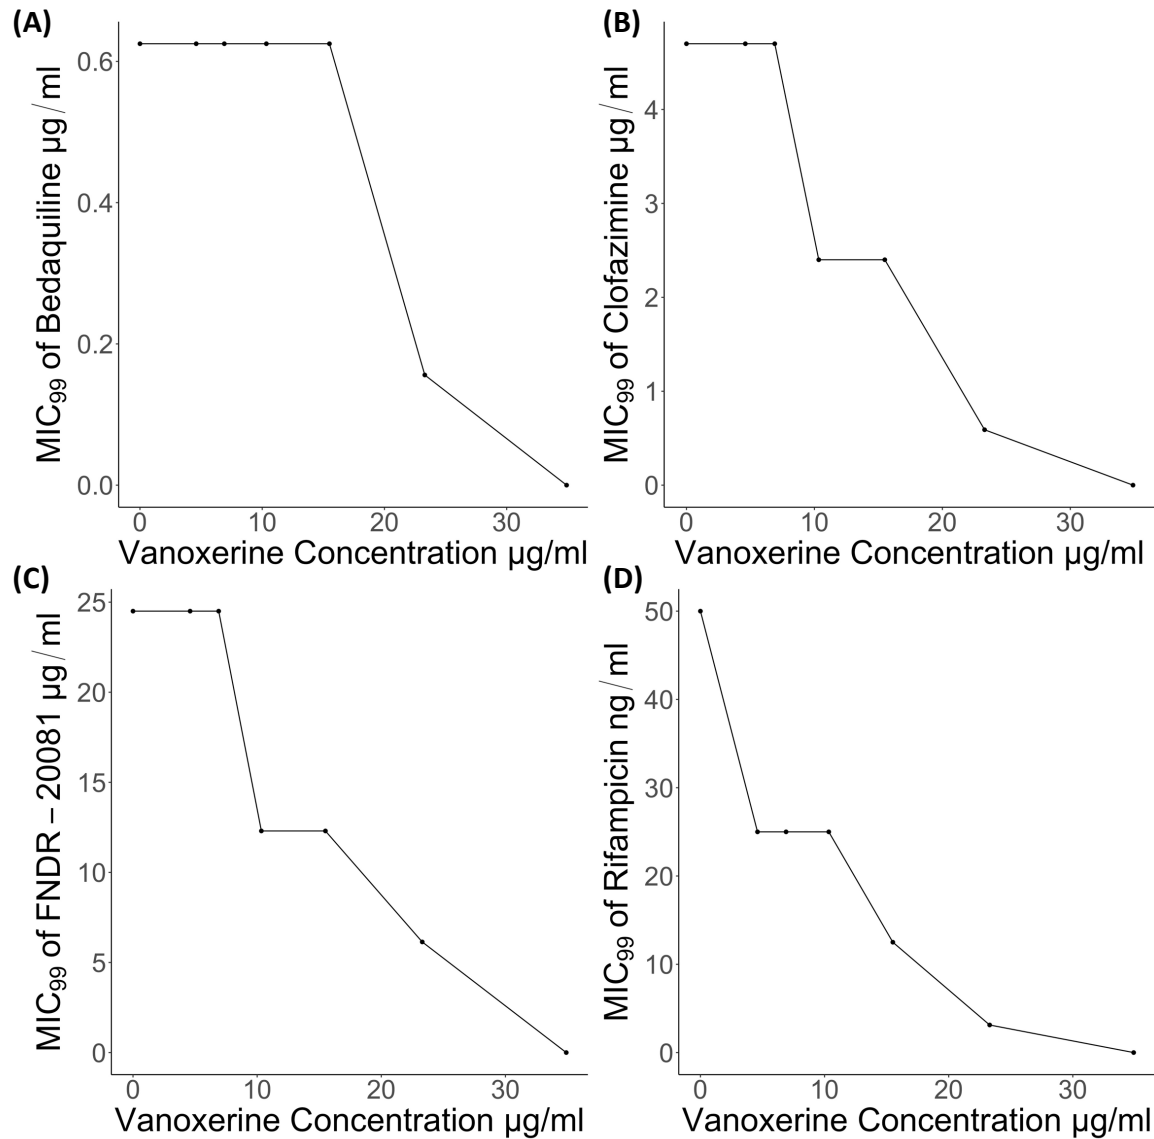 (A)
MIC99 of Bedaquiline µg/ml
0.6
0.4
0.2
0.0
0 10 20 30
Vanoxerine Concentration µg/ml
(B)
MIC99 of Clofazimine µg/ml
4
3
2
1
0
0 10 20 30
Vanoxerine Concentration µg/ml
(C)
MIC99 of FNDR – 20081 µg/ml
25
20
15
10
5
0
0 10 20 30
Vanoxerine Concentration µg/ml
(D)
MIC99 of Rifampicin ng/ml
50
40
30
20
10
0
0 10 20 30
Vanoxerine Concentration µg/ml